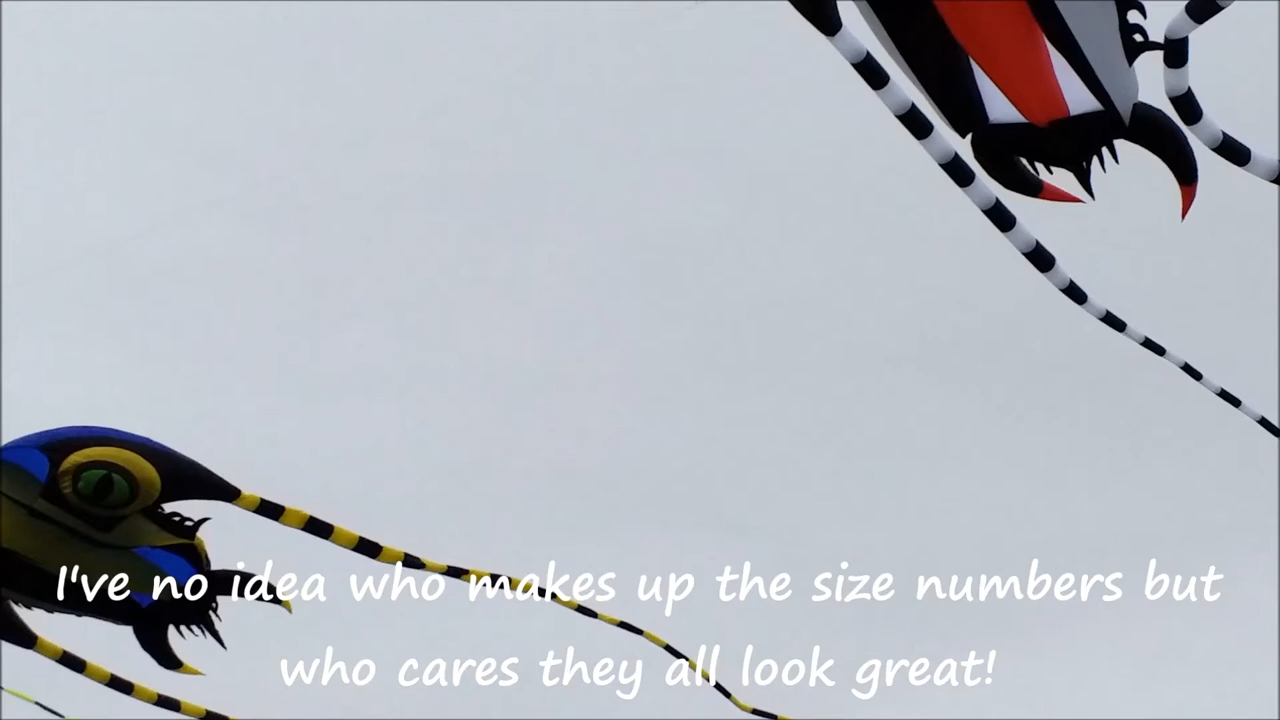 I've no idea who makes up the size numbers but
who cares they all look great!